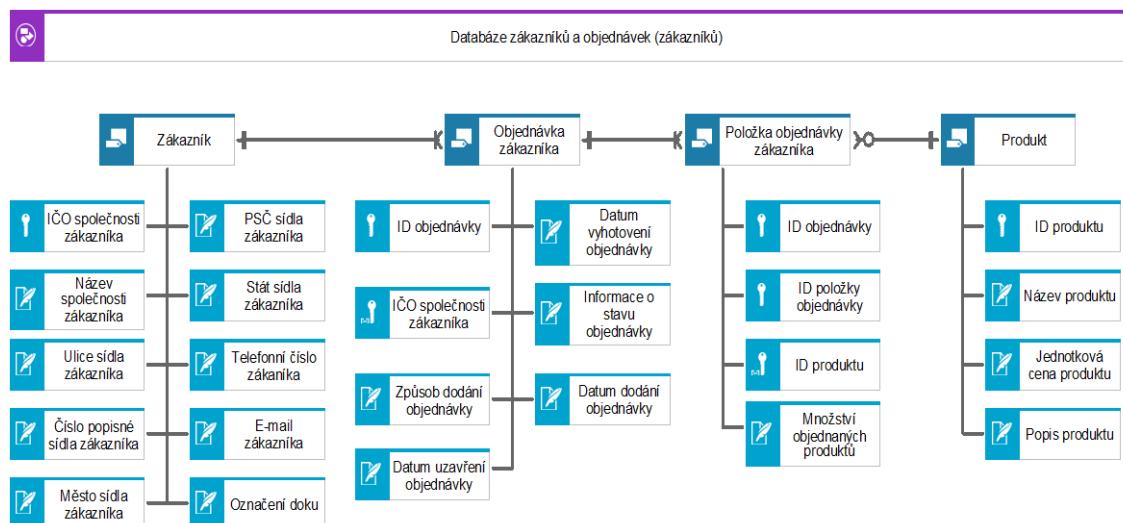 Databáze zákazníků a objednávek (zákazníků)
Zákazník
Objednávka
zákazníka
Položka objednávy
zákazníka
Produkt
IČO společnosti
zákazníka
PSČ sídla
zákazníka
Název
společnosti
zákazníka
Stát sídla
zákazníka
Ulice sídla
zákazníka
Telefonní číslo
zákaníka
Číslo popisné
sídla zákazníka
E-mail
zákazníka
Město sídla
zákazníka
Označení doku
ID objednávky
Datum
vyhotovení
objednávky
IČO společnosti
zákazníka
Informace o
stavu
objednávky
Způsob dodání
objednávky
Datum dodání
objednávky
Datum uzavření
objednávky
ID objednávky
ID položky
objednávky
ID produktu
Množství
objednaných
produktů
ID produktu
Název produktu
Jednotková
cena produktu
Popis produktu